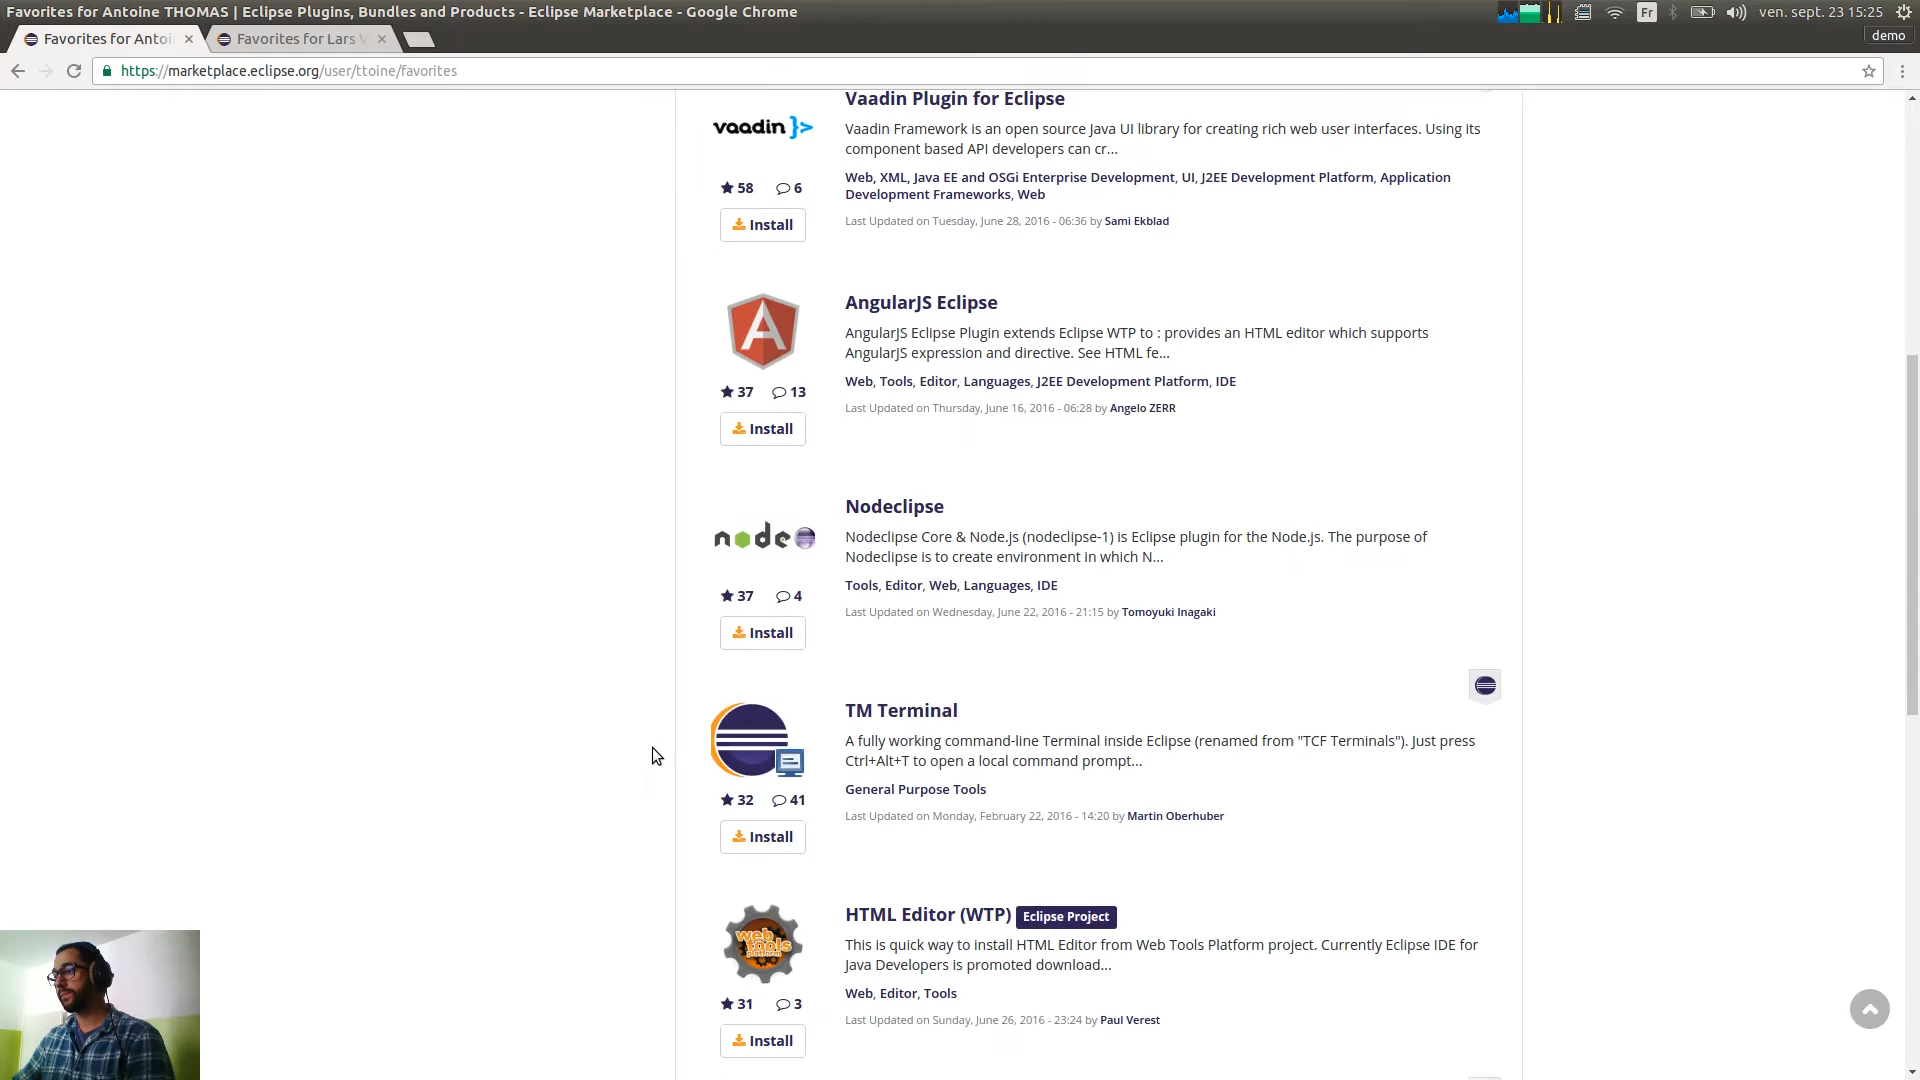 Favorites for Antoine THOMAS | Eclipse Plugins, Bundles and Products - Eclipse Marketplace - Google Chrome
Fr
ven. sept. 23 15:25
Favorites for Antoi
Favorites for Lars V
demo
https://marketplace.eclipse.org/user/ttoine/favorites
Vaadin Plugin for Eclipse
vaadin }>
Vaadin Framework is an open source Java UI library for creating rich web user interfaces. Using its
component based API developers can cr...
58
6
Web, XML, Java EE and OSGi Enterprise Development, UI, J2EE Development Platform, Application
Development Frameworks, Web
Install
Last Updated on Tuesday, June 28, 2016 - 06:36 by Sami Ekblad
AngularJS Eclipse
A
AngularJS Eclipse Plugin extends Eclipse WTP to : provides an HTML editor which supports
AngularJS expression and directive. See HTML fe...
37
13
Web, Tools, Editor, Languages, J2EE Development Platform, IDE
Last Updated on Thursday, June 16, 2016 - 06:28 by Angelo ZERR
Install
Nodeclipse
node
Nodeclipse Core & Node.js (nodeclipse-1) is Eclipse plugin for the Node.js. The purpose of
Nodeclipse is to create environment in which N...
37
4
Tools, Editor, Web, Languages, IDE
Last Updated on Wednesday, June 22, 2016 - 21:15 by Tomoyuki Inagaki
Install
TM Terminal
A fully working command-line Terminal inside Eclipse (renamed from "TCF Terminals"). Just press
Ctrl+Alt+T to open a local command prompt...
32
41
General Purpose Tools
Last Updated on Monday, February 22, 2016 - 14:20 by Martin Oberhuber
Install
HTML Editor (WTP) Eclipse Project
web
tools
platform
This is quick way to install HTML Editor from Web Tools Platform project. Currently Eclipse IDE for
Java Developers is promoted download...
31
3
Web, Editor, Tools
Last Updated on Sunday, June 26, 2016 - 23:24 by Paul Verest
Install